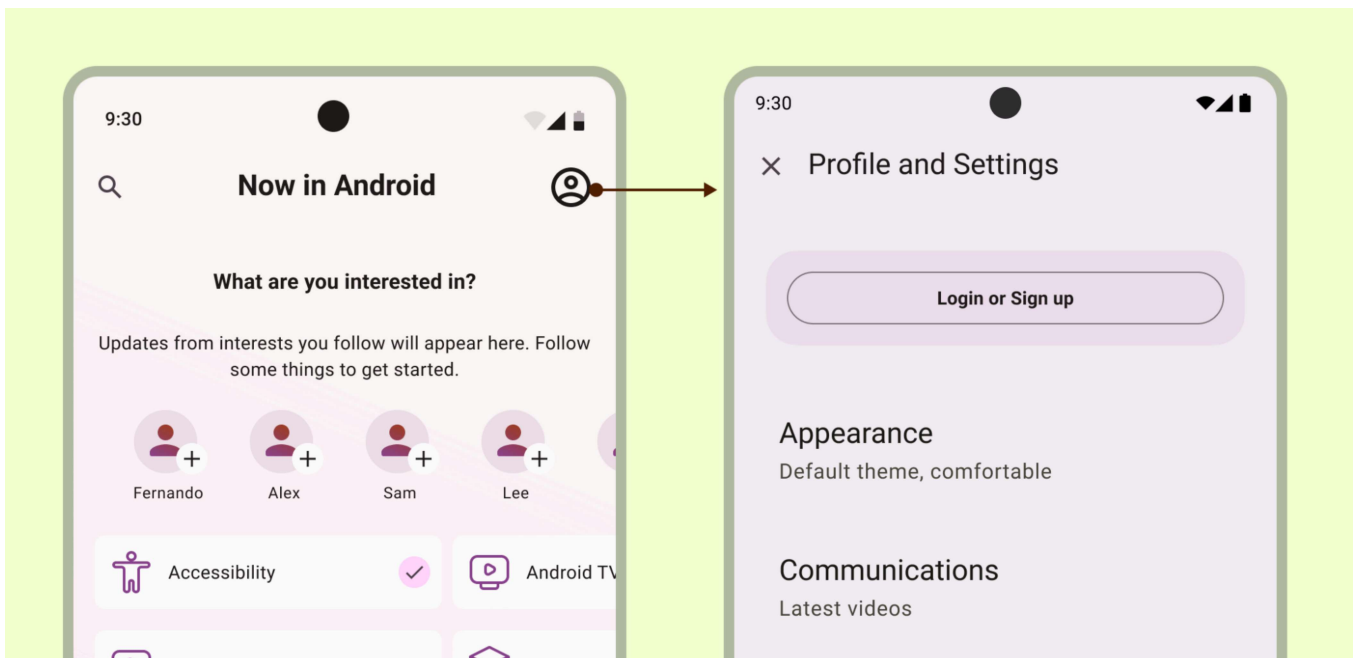 9:30
Now in Android
What are you interested in?
Updates from interests you follow will appear here. Follow
some things to get started.
Fernando
Alex
Sam
Lee
Accessibility
Android TV
9:30
Profile and Settings
Login or Sign up
Appearance
Default theme, comfortable
Communications
Latest videos